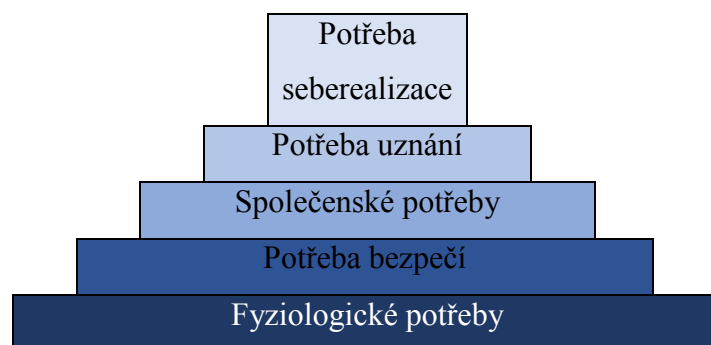 Potřeba
seberealizace
Potřeba uznání
Společenské potřeby
Potřeba bezpečí
Fyziologické potřeby